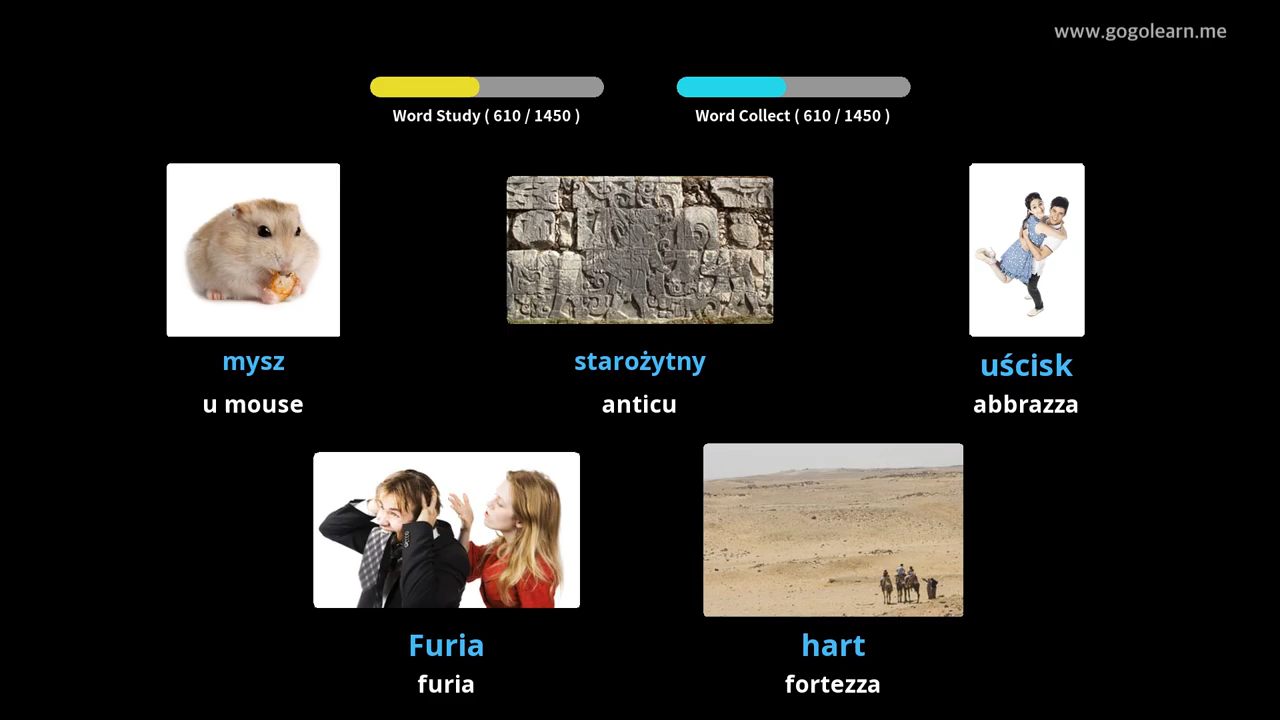 www.gogolearn.me
Word Study ( 610 / 1450 )
Word Collect ( 610 / 1450 )
mysz
u mouse
starożytny
anticu
uścisk
abbrazza
Furia
furia
hart
fortezza